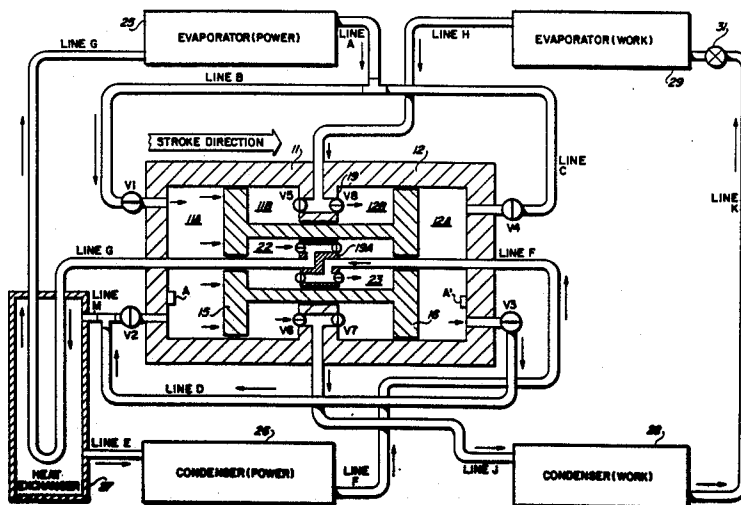 25
EVAPORATOR (POWER)
LINE G
LINE A
LINE H
EVAPORATOR (WORK)
31
29
LINE B
STROKE DIRECTION
11
12
LINE C
LINE K
V1
11A
11B
V5
19
V8
12B
12A
V4
LINE G
22
19A
LINE F
A
23
A'
LINE M
V2
15
V6
V7
16
V3
LINE D
26
28
LINE E
CONDENSER (POWER)
LINE F
LINE J
CONDENSER (WORK)
HEAT-
EXCHANGER
27